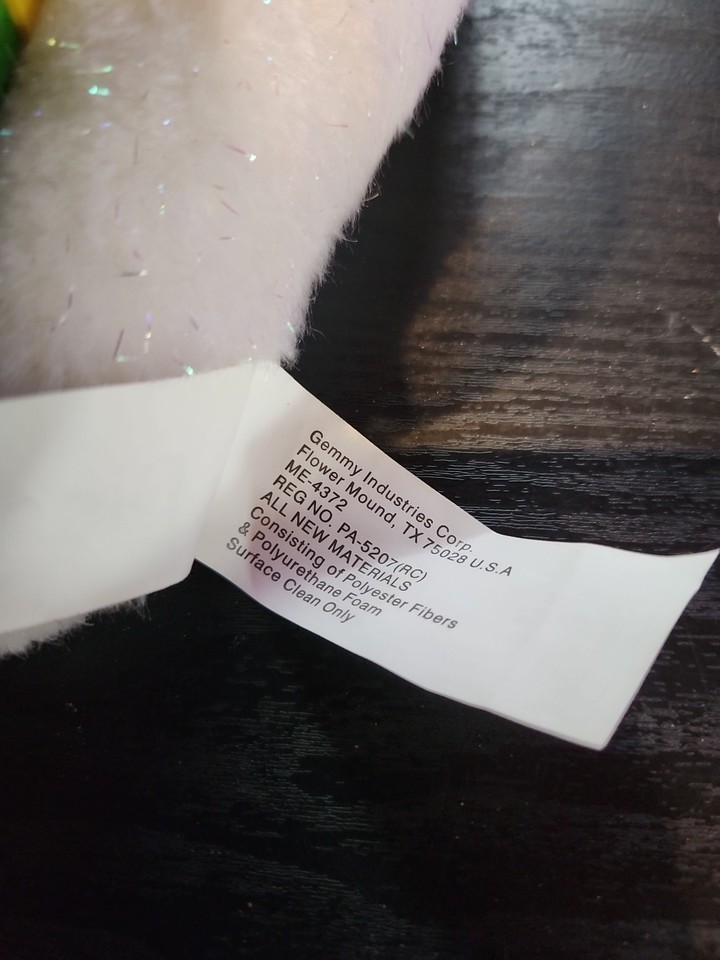 Gemmy Industries Corp.
Flower Mound, TX 75028 U.S.A
ME-4372
REG NO. PA-5207(RC)
ALL NEW MATERIALS
Consisting of Polyester Fibers
& Polyurethane Foam
Surface Clean Only